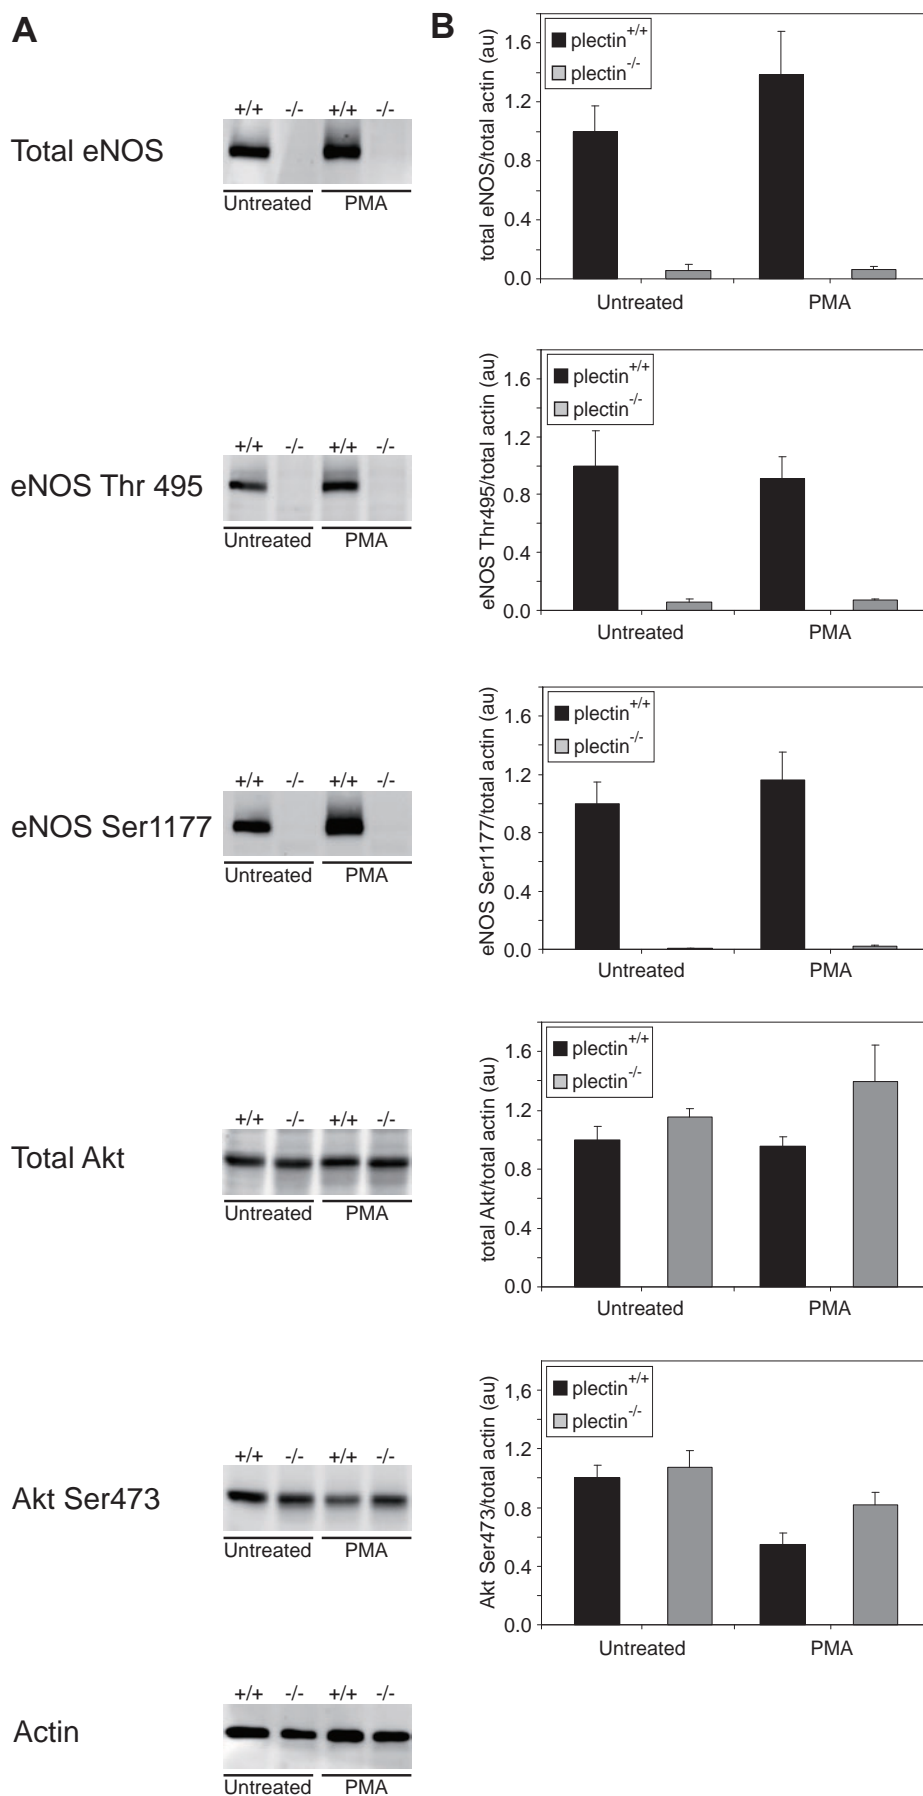 A
B
Total eNOS
+/+ -/- +/+ -/-
Untreated PMA
total eNOS/total actin (au)
1.6
1.2
0.8
0.4
0.0
plectin+/+
plectin-/-
Untreated PMA
eNOS Thr 495
+/+ -/- +/+ -/-
Untreated PMA
eNOS Thr495/total actin (au)
1.6
1.2
0.8
0.4
0.0
plectin+/+
plectin-/-
Untreated PMA
eNOS Ser1177
+/+ -/- +/+ -/-
Untreated PMA
eNOS Ser1177/total actin (au)
1.6
1.2
0.8
0.4
0.0
plectin+/+
plectin-/-
Untreated PMA
Total Akt
+/+ -/- +/+ -/-
Untreated PMA
total Akt/total actin (au)
1.6
1.2
0.8
0.4
0.0
plectin+/+
plectin-/-
Untreated PMA
Akt Ser473
+/+ -/- +/+ -/-
Untreated PMA
Akt Ser473/total actin (au)
1,6
1.2
0.8
0.4
0.0
plectin+/+
plectin-/-
Untreated PMA
Actin
+/+ -/- +/+ -/-
Untreated PMA